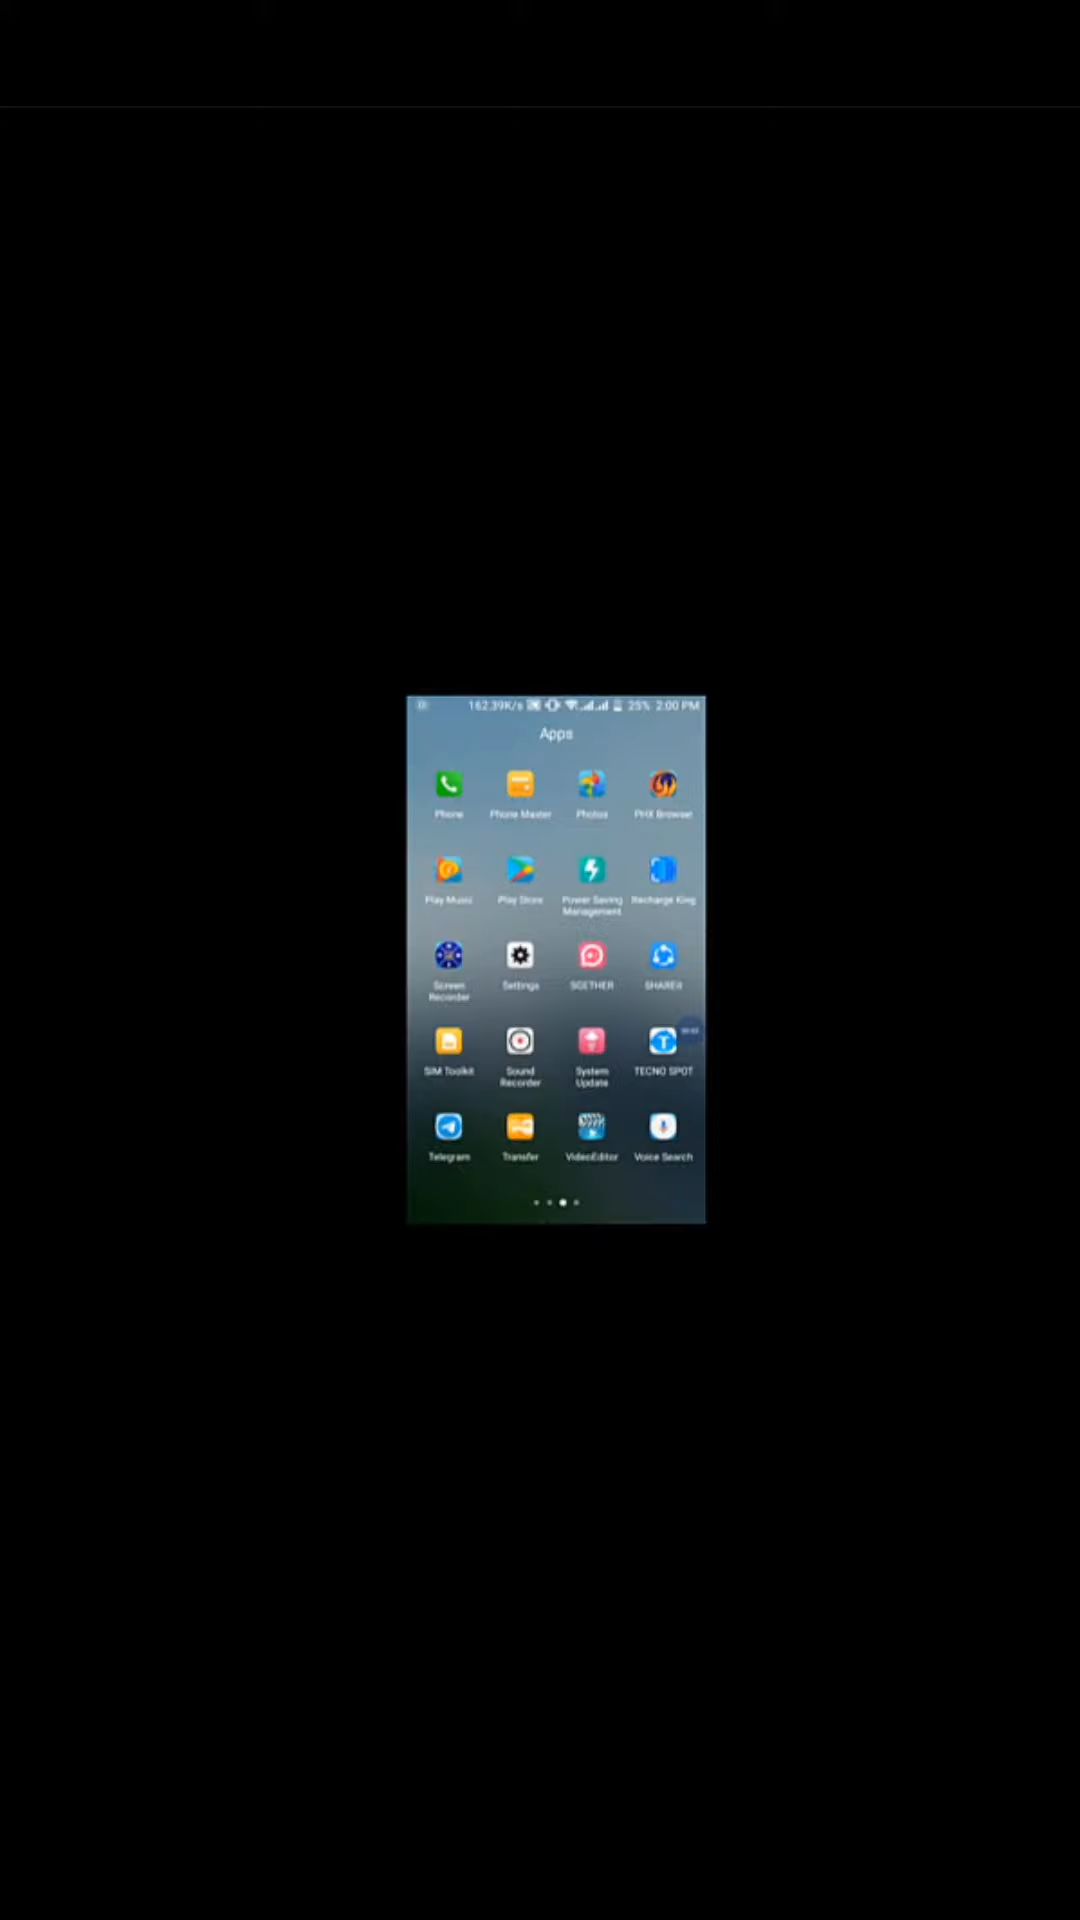 162.39K/s 25% 2:00 PM
Apps
Phone Phone Master Photos PHX Browser
Play Music Play Store Power Saving Management Recharge King
Screen Recorder Settings SGETHER SHAREit
SIM Toolkit Sound Recorder System Update TECNO SPOT
Telegram Transfer VideoEditor Voice Search